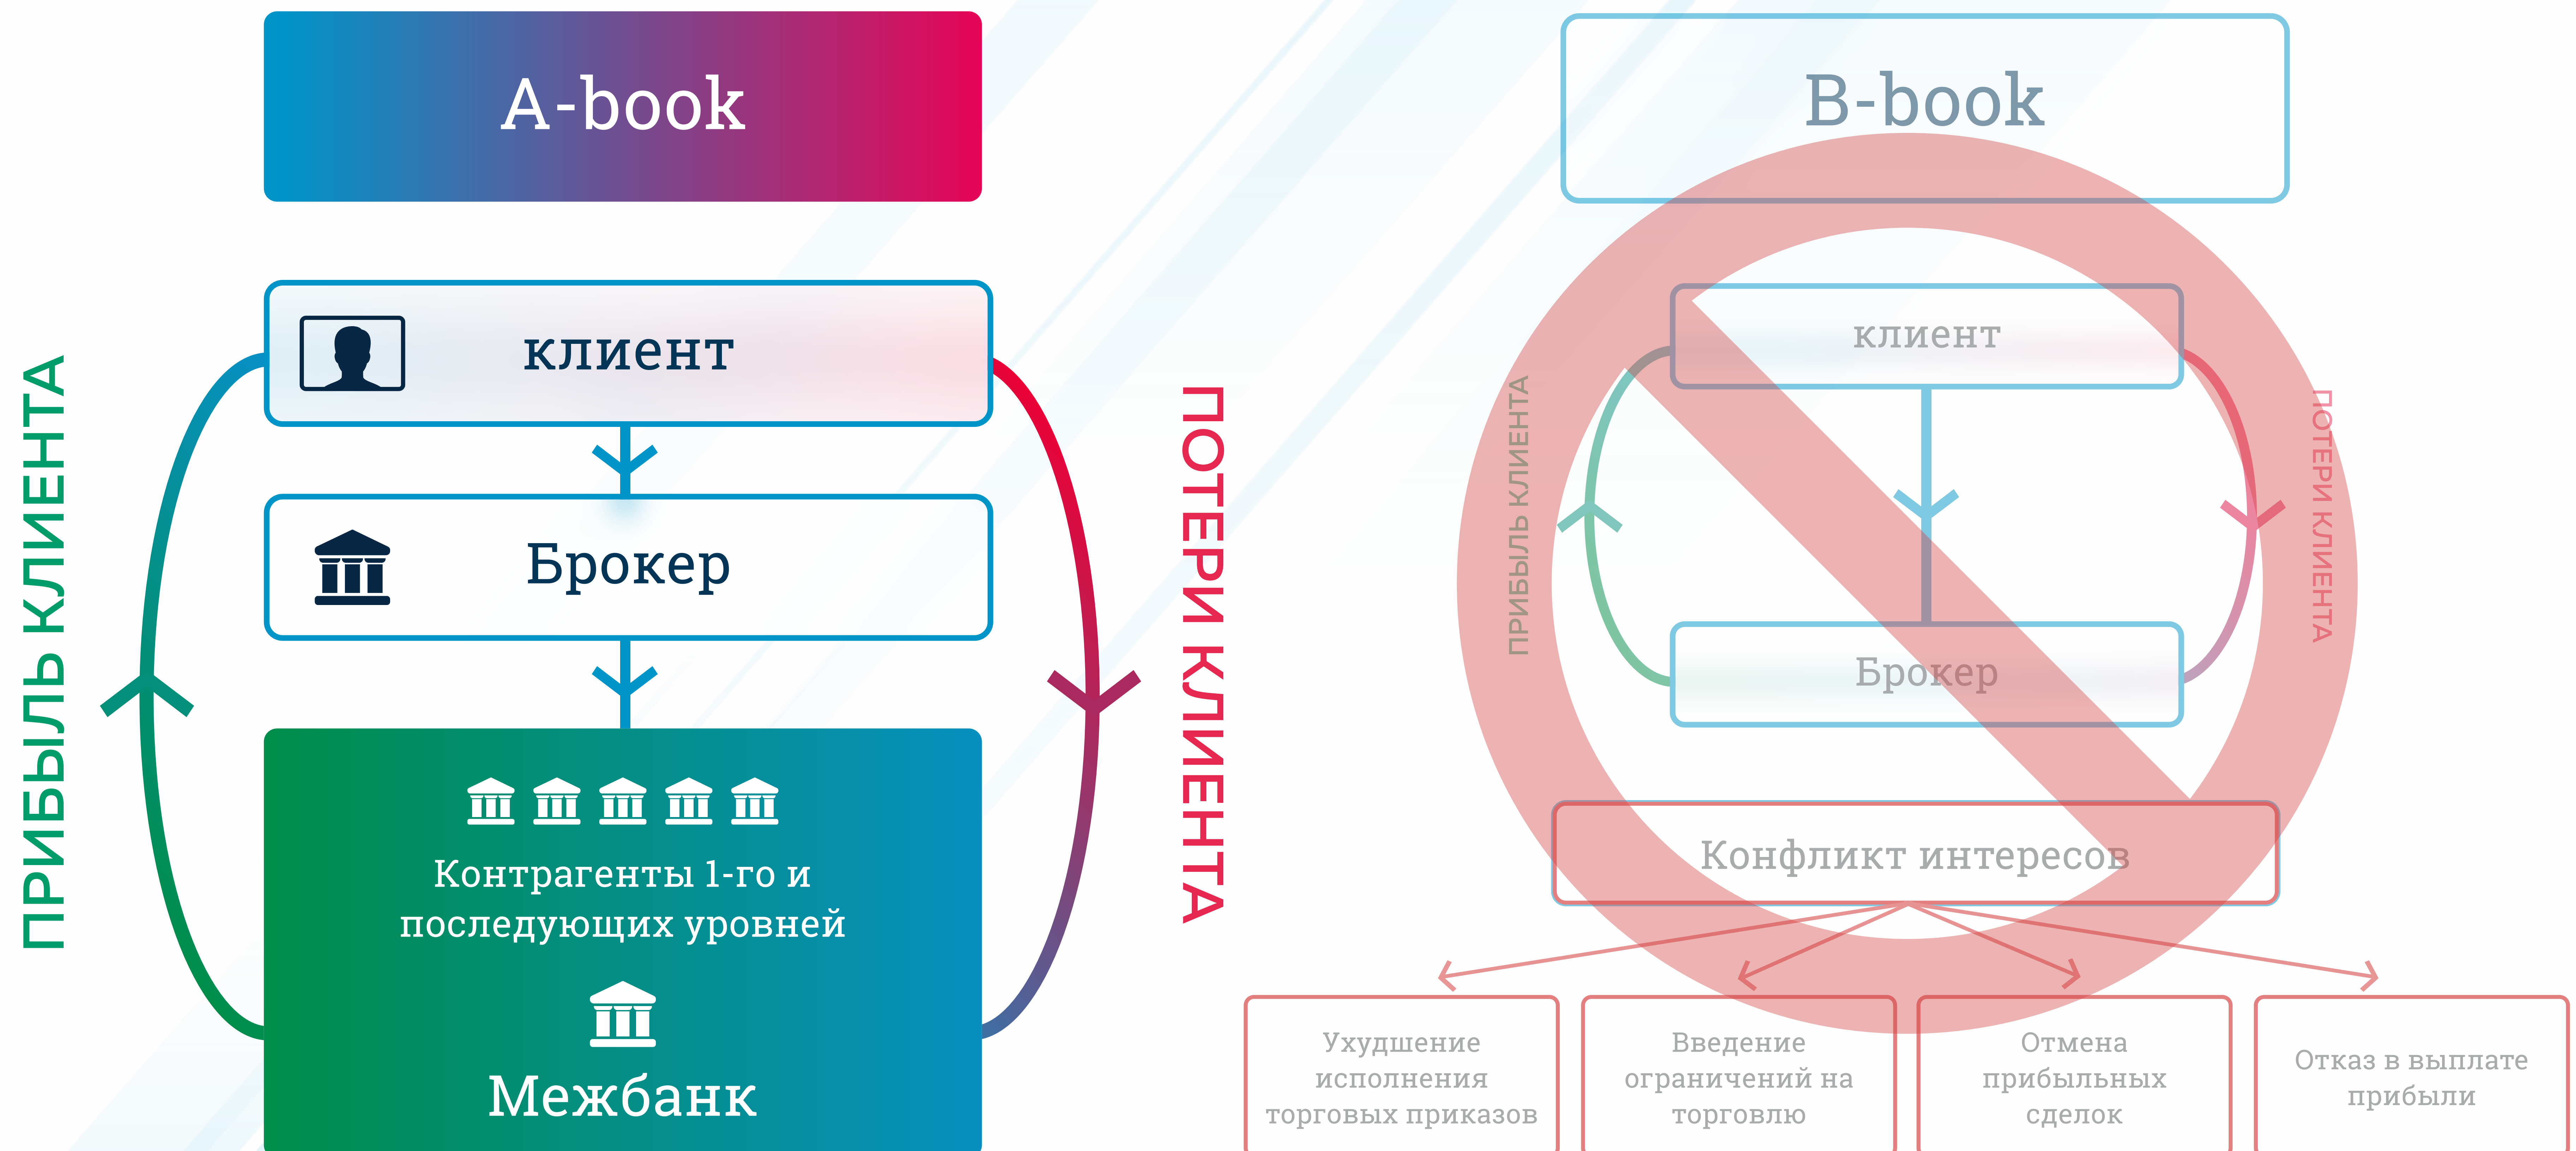 A-book
клиент
Брокер
Контрагенты 1-го и
последующих уровней
Межбанк
ПРИБЫЛЬ КЛИЕНТА
ПОТЕРИ КЛИЕНТА
B-book
клиент
Брокер
ПРИБЫЛЬ КЛИЕНТА
ПОТЕРИ КЛИЕНТА
Конфликт интересов
Ухудшение
исполнения
торговых приказов
Введение
ограничений на
торговлю
Отмена
прибыльных
сделок
Отказ в выплате
прибыли